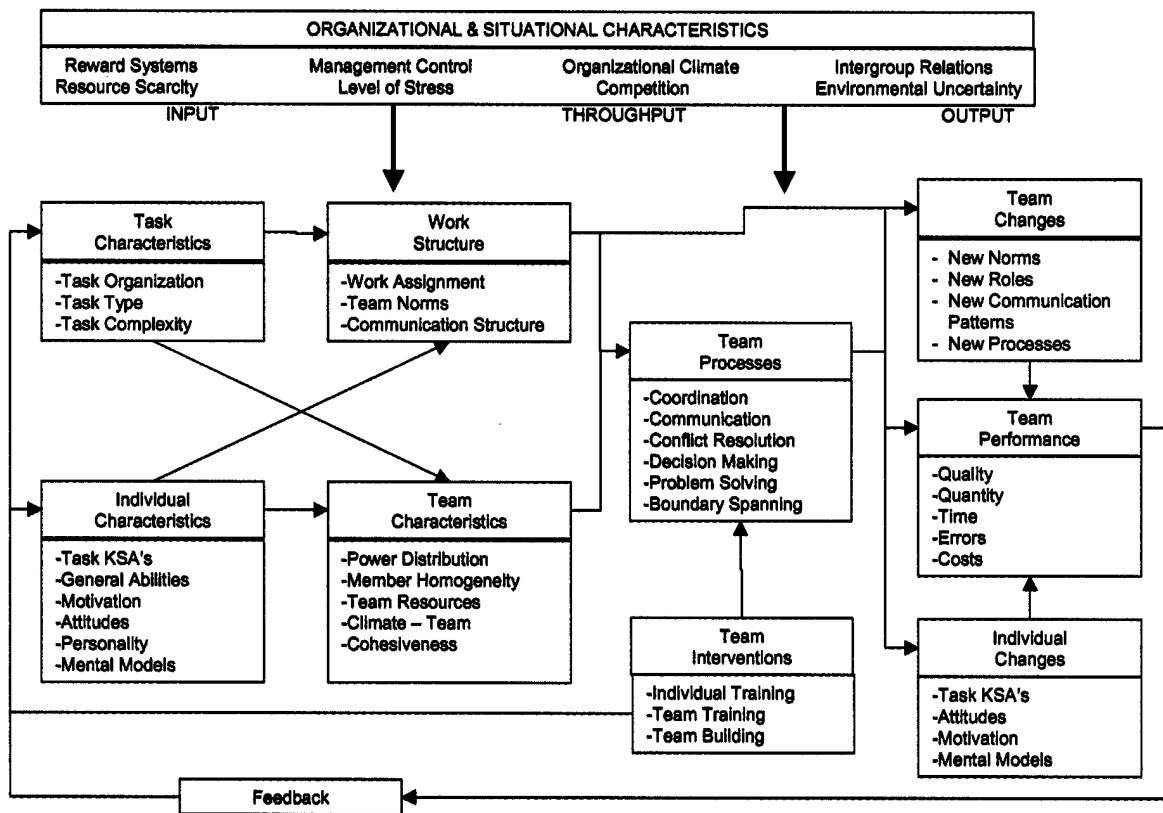 ORGANIZATIONAL & SITUATIONAL CHARACTERISTICS
Reward Systems
Resource Scarcity
Management Control
Level of Stress
Organizational Climate
Competition
Intergroup Relations
Environmental Uncertainty
INPUT
THROUGHPUT
OUTPUT
Task
Characteristics
-Task Organization
-Task Type
-Task Complexity
Work
Structure
-Work Assignment
-Team Norms
-Communication Structure
Individual
Characteristics
-Task KSA's
-General Abilities
-Motivation
-Attitudes
-Personality
-Mental Models
Team
Characteristics
-Power Distribution
-Member Homogeneity
-Team Resources
-Climate – Team
-Cohesiveness
Team
Processes
-Coordination
-Communication
-Conflict Resolution
-Decision Making
-Problem Solving
-Boundary Spanning
Team
Interventions
-Individual Training
-Team Training
-Team Building
Team
Changes
- New Norms
- New Roles
- New Communication
Patterns
- New Processes
Team
Performance
-Quality
-Quantity
-Time
-Errors
-Costs
Individual
Changes
-Task KSA's
-Attitudes
-Motivation
-Mental Models
Feedback